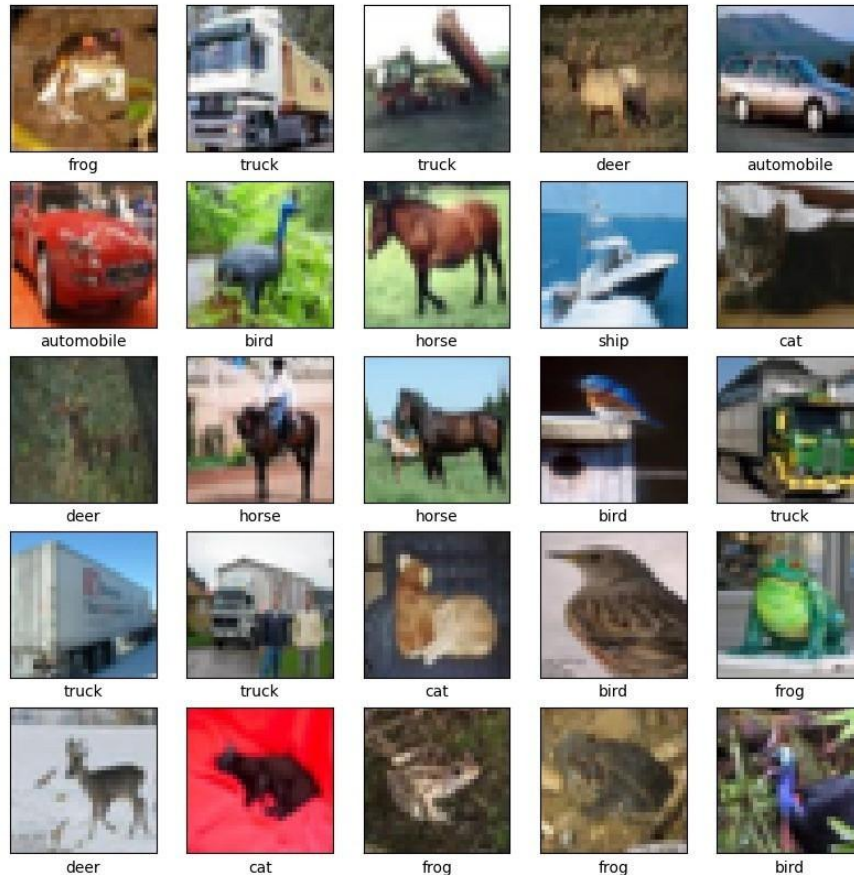 frog truck truck deer automobile
automobile bird horse ship cat
deer horse horse bird truck
truck truck cat bird frog
deer cat frog frog bird